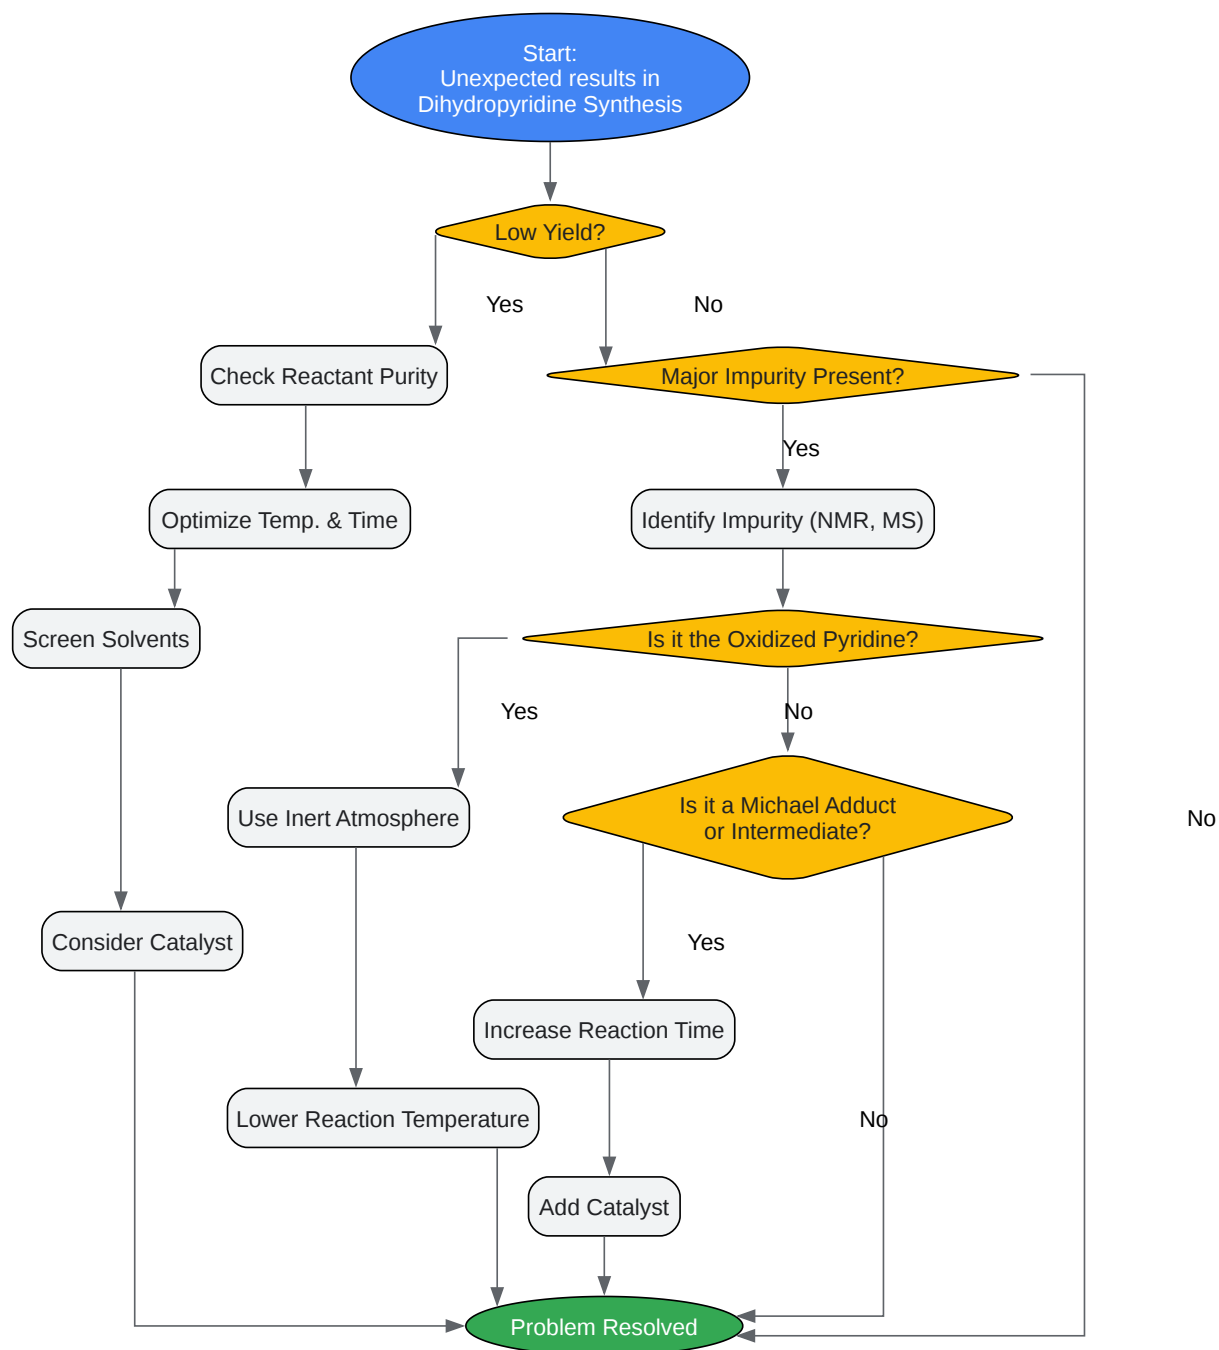 Start:
Unexpected results in
Dihydropyridine Synthesis
Low Yield?
Yes
No
Check Reactant Purity
Major Impurity Present?
Yes
Optimize Temp. & Time
Identify Impurity (NMR, MS)
Screen Solvents
Is it the Oxidized Pyridine?
Yes
No
Use Inert Atmosphere
Is it a Michael Adduct
or Intermediate?
No
Consider Catalyst
Yes
Increase Reaction Time
Lower Reaction Temperature
No
Add Catalyst
Problem Resolved